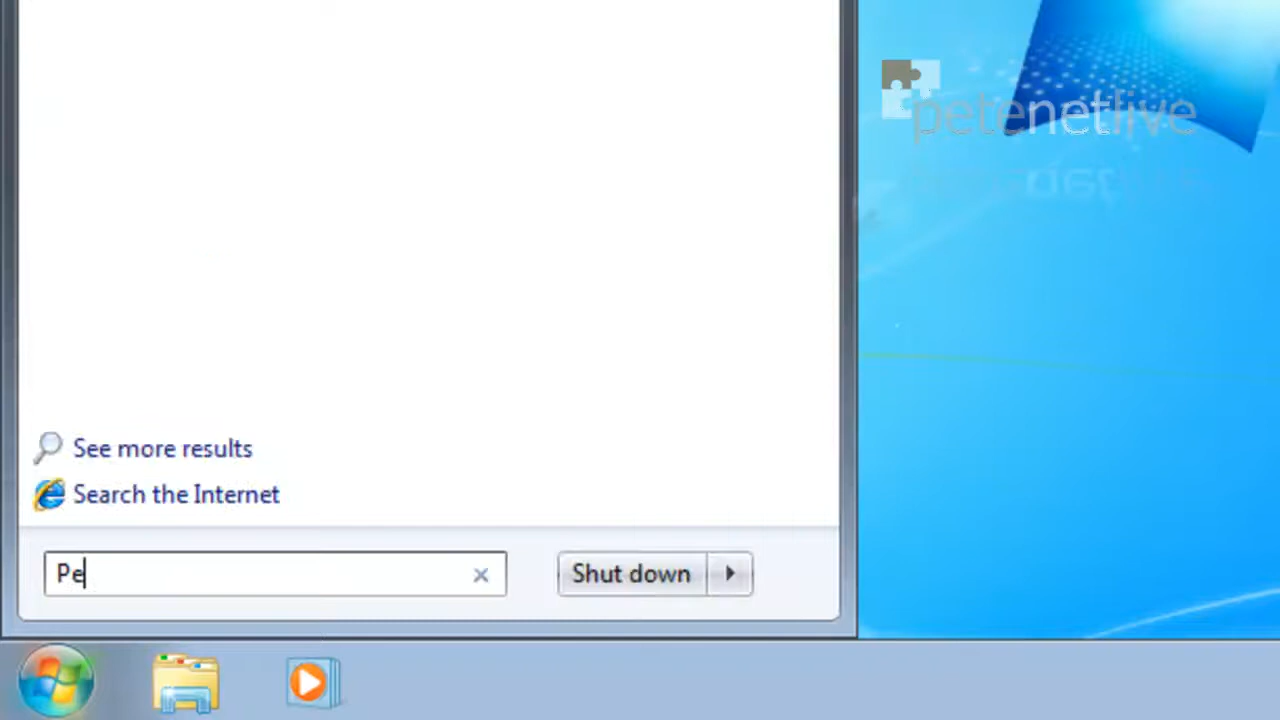 petenetlive
See more results
Search the Internet
Pe
Shut down